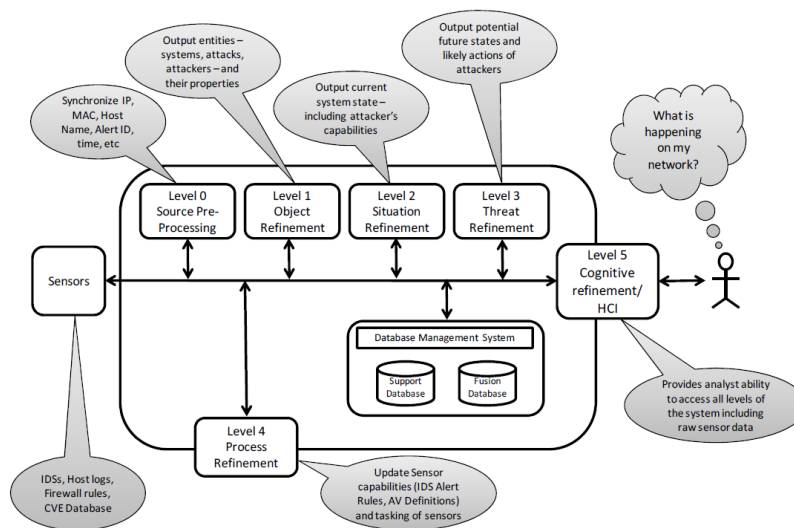 Output entities –
systems, attacks,
attackers – and
their properties
Output potential
future states and
likely actions of
attackers
Synchronize IP,
MAC, Host
Name, Alert ID,
time, etc
Output current
system state –
including attacker's
capabilities
What is
happening
on my
network?
Level 0
Source Pre-
Processing
Level 1
Object
Refinement
Level 2
Situation
Refinement
Level 3
Threat
Refinement
Sensors
Level 5
Cognitive
refinement/
HCI
Database Management System
Support
Database
Fusion
Database
Level 4
Process
Refinement
Provides analyst ability
to access all levels of
the system including
raw sensor data
IDSs, Host logs,
Firewall rules,
CVE Database
Update Sensor
capabilities (IDS Alert
Rules, AV Definitions) and
tasking of sensors